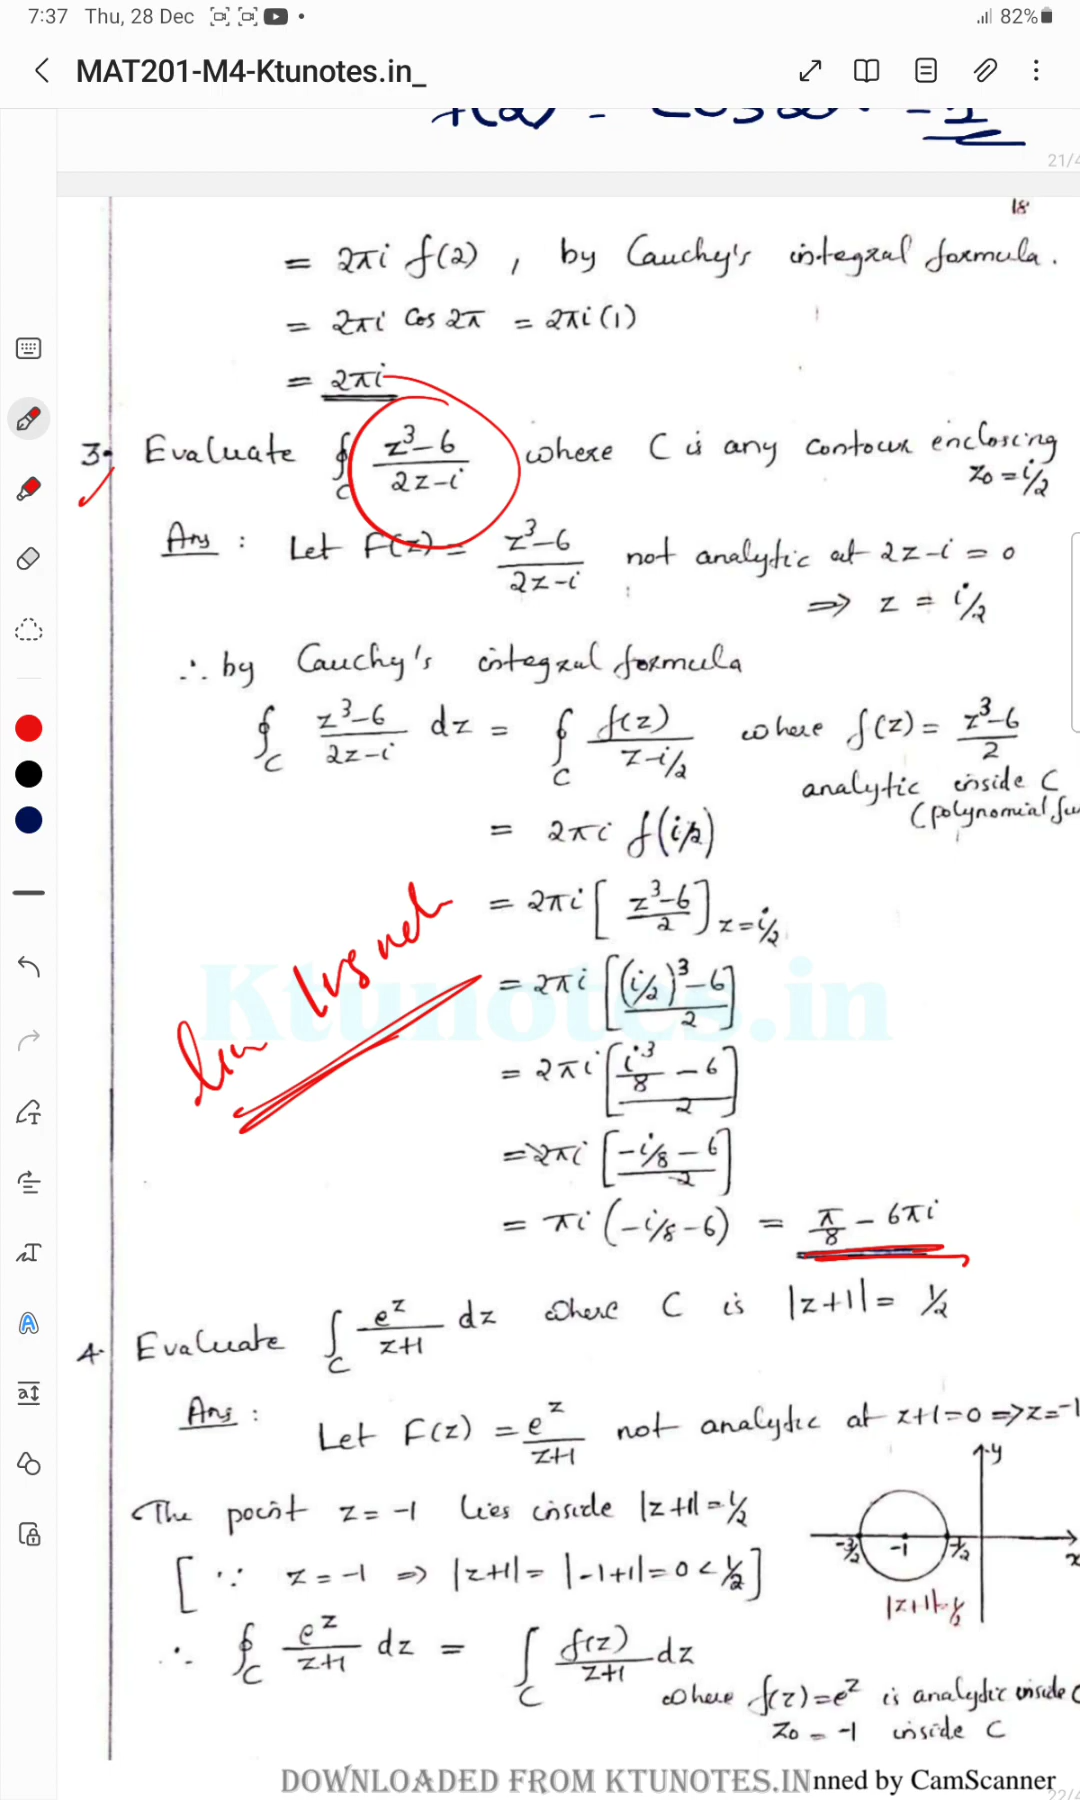 7:37 Thu, 28 Dec 82%
MAT201-M4-Ktunotes.in_
21/4
18
= 2πi f(2) , by Cauchy's integral formula.
= 2πi Cos 2π = 2πi (1)
= 2πi
3. Evaluate ∮_C (z³-6)/(2z-i) where C is any contour enclosing z₀ = i/2
Ans : Let F(z) = (z³-6)/(2z-i) not analytic at 2z-i = 0
⇒ z = i/2
∴ by Cauchy's integral formula
∮_C (z³-6)/(2z-i) dz = ∮_C f(z)/(z-i/2) where f(z) = (z³-6)/2
analytic inside C
(polynomial fu
= 2πi f(i/2)
= 2πi [(z³-6)/2] z=i/2
= 2πi [((i/2)³-6)/2]
= 2πi [(i³/8 - 6)/2]
= 2πi [(-i/8 - 6)/2]
= πi (-i/8-6) = π/8 - 6πi
Ktunotes.in
4. Evaluate ∫_C e^z/(z+1) dz where C is |z+1| = 1/2
Ans : Let F(z) = e^z/(z+1) not analytic at z+1=0 ⇒ z=-1
The point z = -1 lies inside |z+1| = 1/2
[∵ z = -1 ⇒ |z+1| = |-1+1| = 0 < 1/2]
y
-3/2 -1 -1/2 x
|z+1|=1/2
∴ ∮_C e^z/(z+1) dz = ∫_C f(z)/(z+1) dz
where f(z) = e^z is analytic inside C
z₀ = -1 inside C
DOWNLOADED FROM KTUNOTES.IN
nned by CamScanner
22/4